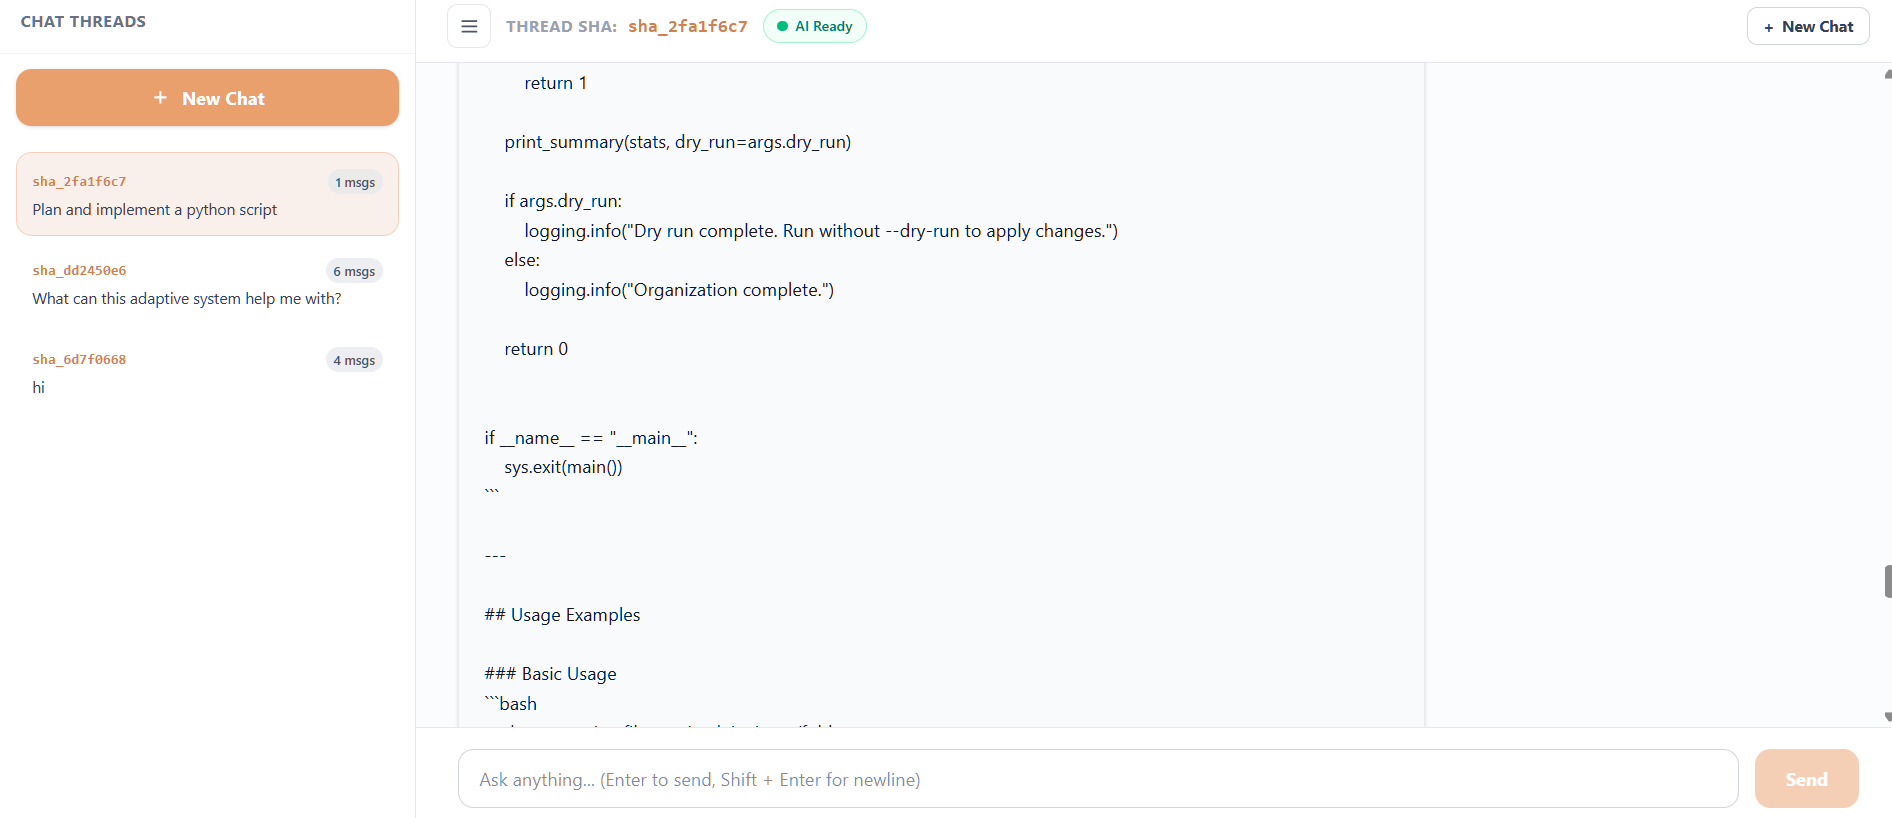 CHAT THREADS
+ New Chat
sha_2fa1f6c7
1 msgs
Plan and implement a python script
sha_dd2450e6
6 msgs
What can this adaptive system help me with?
sha_6d7f0668
4 msgs
hi
THREAD SHA: sha_2fa1f6c7
AI Ready
+ New Chat
return 1
print_summary(stats, dry_run=args.dry_run)
if args.dry_run:
logging.info("Dry run complete. Run without --dry-run to apply changes.")
else:
logging.info("Organization complete.")
return 0
if __name__ == "__main__":
sys.exit(main())
```
---
## Usage Examples
### Basic Usage
```bash
Ask anything... (Enter to send, Shift + Enter for newline)
Send